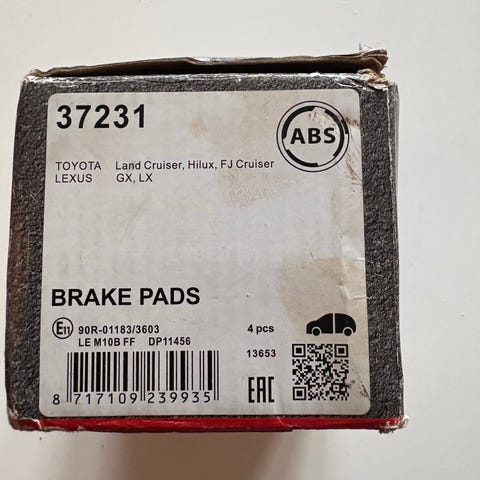 37231
ABS
TOYOTA Land Cruiser, Hilux, FJ Cruiser
LEXUS GX, LX
BRAKE PADS
E11 90R-01183/3603 4 pcs
LE M10B FF DP11456 13653
8 717109 239935 EAC